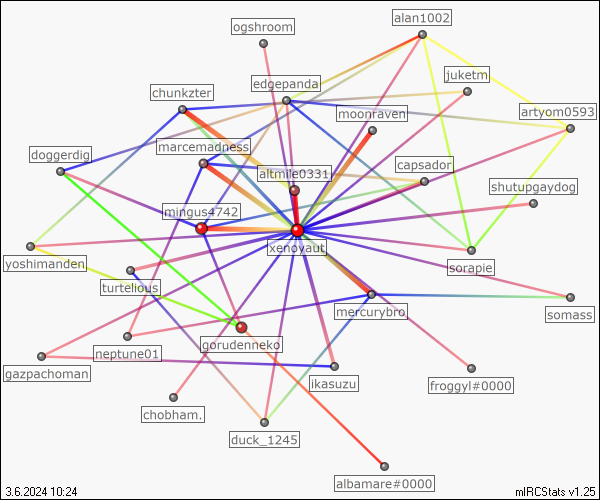 alan1002
ogshroom
juketm
edgepanda
chunkzter
moonraven
artyom0593
marcemadness
doggerdig
capsador
altmile0331
shutupgaydog
mingus4742
xenoyaut
yoshimanden
sorapie
turtelious
mercurybro
somass
gorudenneko
neptune01
gazpachoman
ikasuzu
froggyl#0000
chobham.
duck_1245
albamare#0000
3.6.2024 10:24
mIRCStats v1.25